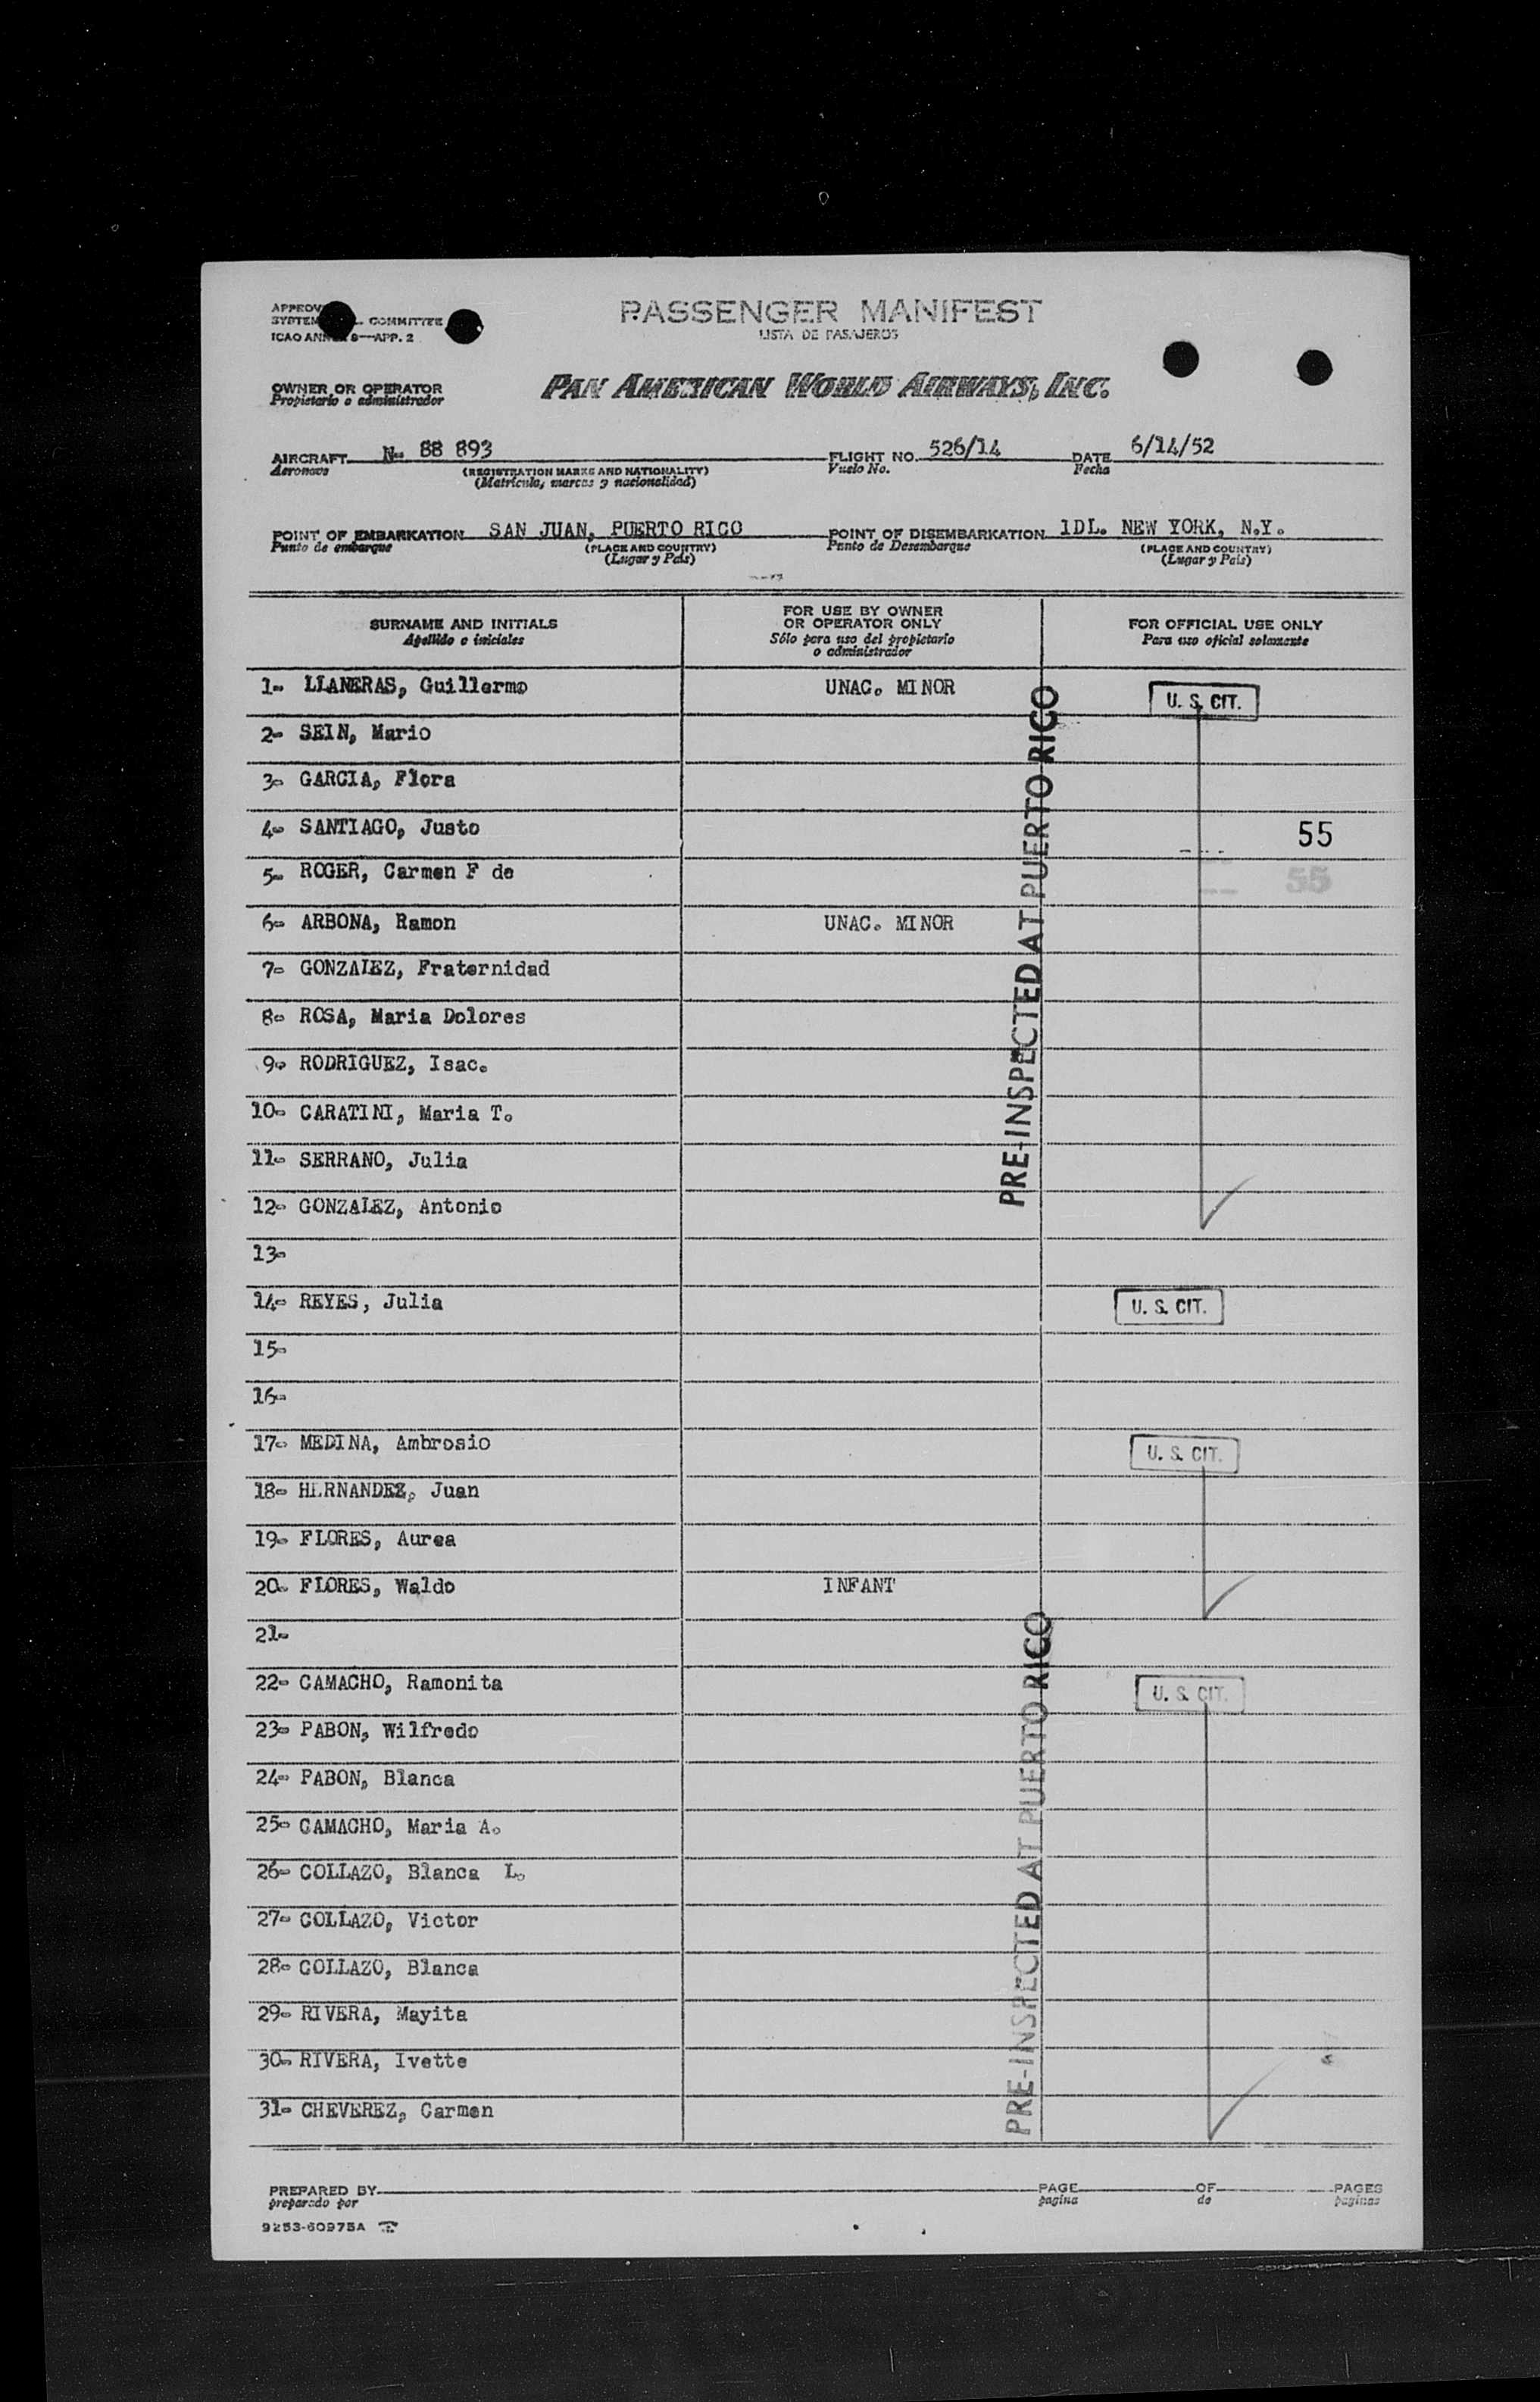 PASSENGER MANIFEST
LISTA DE PASAJEROS
COMMITTEE
ICAO 9—APP. 2
OWNER OR OPERATOR
Propietario o administrador
PAN AMERICAN WORLD AIRWAYS, INC.
AIRCRAFT N- 88 893 FLIGHT NO. 526/14 DATE 6/14/52
Aeronave (REGISTRATION MARKS AND NATIONALITY) Vuelo No. Fecha
(Matrícula, marcas y nacionalidad)
POINT OF EMBARKATION SAN JUAN, PUERTO RICO POINT OF DISEMBARKATION 1DL. NEW YORK, N.Y.
Punto de embarque (PLACE AND COUNTRY) Punto de Desembarque (PLACE AND COUNTRY)
(Lugar y País) (Lugar y País)
SURNAME AND INITIALS FOR USE BY OWNER OR OPERATOR ONLY FOR OFFICIAL USE ONLY
Apellido e iniciales Sólo para uso del propietario o administrador Para uso oficial solamente
1- LLANERAS, Guillermo UNAC. MINOR U. S. CIT.
2- SEIN, Mario
3- GARCIA, Flora
4- SANTIAGO, Justo 55
5- ROGER, Carmen F de 55
6- ARBONA, Ramon UNAC. MINOR
7- GONZALEZ, Fraternidad
8- ROSA, Maria Dolores
9- RODRIGUEZ, Isac.
10- CARATINI, Maria T.
11- SERRANO, Julia
12- GONZALEZ, Antonio
PRE-INSPECTED AT PUERTO RICO
13-
14- REYES, Julia U. S. CIT.
15-
16-
17- MEDINA, Ambrosio U. S. CIT.
18- HERNANDEZ, Juan
19- FLORES, Aurea
20- FLORES, Waldo INFANT
21-
22- CAMACHO, Ramonita U. S. CIT.
23- PABON, Wilfredo
24- PABON, Blanca
25- CAMACHO, Maria A.
26- COLLAZO, Blanca L.
27- COLLAZO, Victor
28- COLLAZO, Blanca
29- RIVERA, Mayita
30- RIVERA, Ivette
31- CHEVEREZ, Carmen
PRE-INSPECTED AT PUERTO RICO
PREPARED BY PAGE OF PAGES
preparado por pagina de paginas
9253-60975A